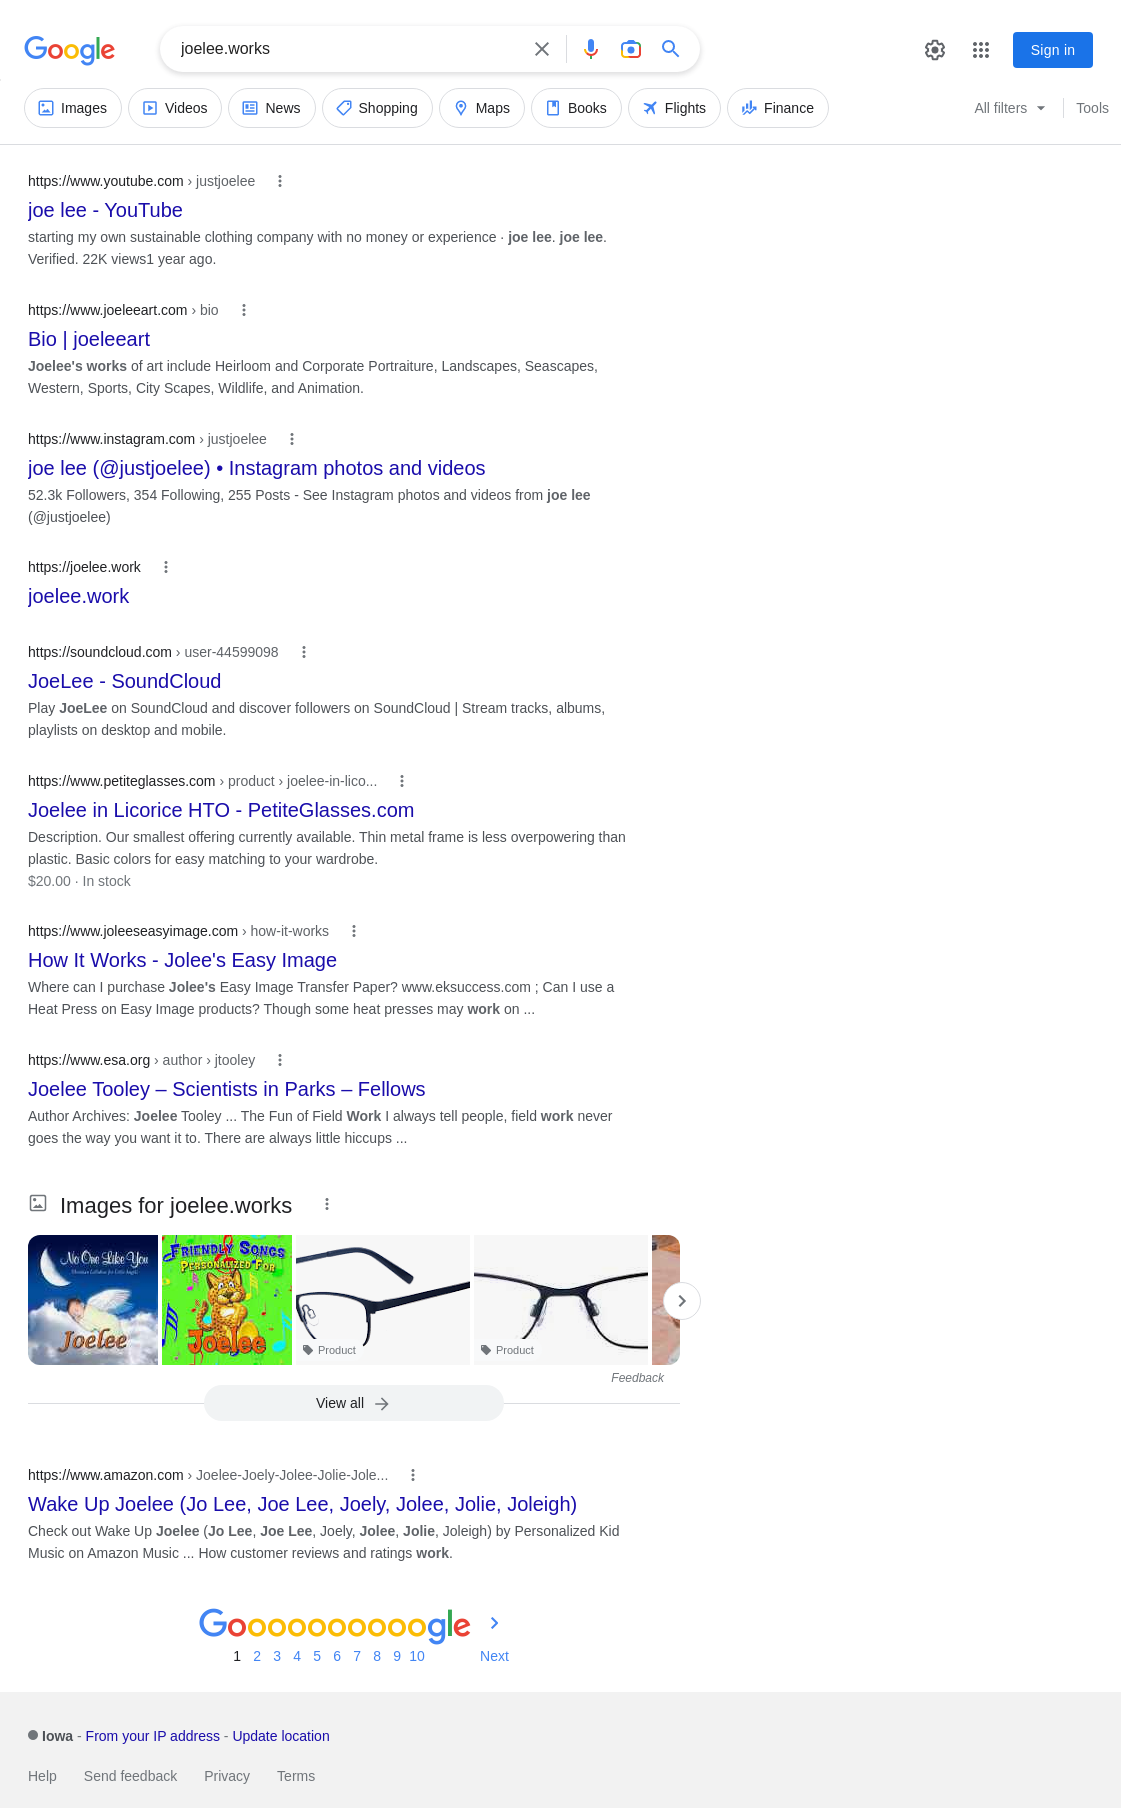 Google
joelee.works
Sign in
Images
Videos
News
Shopping
Maps
Books
Flights
Finance
All filters
Tools
https://www.youtube.com › justjoelee
joe lee - YouTube
starting my own sustainable clothing company with no money or experience · joe lee. joe lee.
Verified. 22K views1 year ago.
https://www.joeleeart.com › bio
Bio | joeleeart
Joelee's works of art include Heirloom and Corporate Portraiture, Landscapes, Seascapes,
Western, Sports, City Scapes, Wildlife, and Animation.
https://www.instagram.com › justjoelee
joe lee (@justjoelee) • Instagram photos and videos
52.3k Followers, 354 Following, 255 Posts - See Instagram photos and videos from joe lee
(@justjoelee)
https://joelee.work
joelee.work
https://soundcloud.com › user-44599098
JoeLee - SoundCloud
Play JoeLee on SoundCloud and discover followers on SoundCloud | Stream tracks, albums,
playlists on desktop and mobile.
https://www.petiteglasses.com › product › joelee-in-lico...
Joelee in Licorice HTO - PetiteGlasses.com
Description. Our smallest offering currently available. Thin metal frame is less overpowering than
plastic. Basic colors for easy matching to your wardrobe.
$20.00 · In stock
https://www.joleeseasyimage.com › how-it-works
How It Works - Jolee's Easy Image
Where can I purchase Jolee's Easy Image Transfer Paper? www.eksuccess.com ; Can I use a
Heat Press on Easy Image products? Though some heat presses may work on ...
https://www.esa.org › author › jtooley
Joelee Tooley – Scientists in Parks – Fellows
Author Archives: Joelee Tooley ... The Fun of Field Work I always tell people, field work never
goes the way you want it to. There are always little hiccups ...
Images for joelee.works
No One Like You
Christian Lullabies for Little Angels
Joelee
Friendly Songs
Personalized For
Joelee
Product
Product
Feedback
View all
https://www.amazon.com › Joelee-Joely-Jolee-Jolie-Jole...
Wake Up Joelee (Jo Lee, Joe Lee, Joely, Jolee, Jolie, Joleigh)
Check out Wake Up Joelee (Jo Lee, Joe Lee, Joely, Jolee, Jolie, Joleigh) by Personalized Kid
Music on Amazon Music ... How customer reviews and ratings work.
Goooooooooogle
1 2 3 4 5 6 7 8 9 10 Next
Iowa - From your IP address - Update location
Help Send feedback Privacy Terms